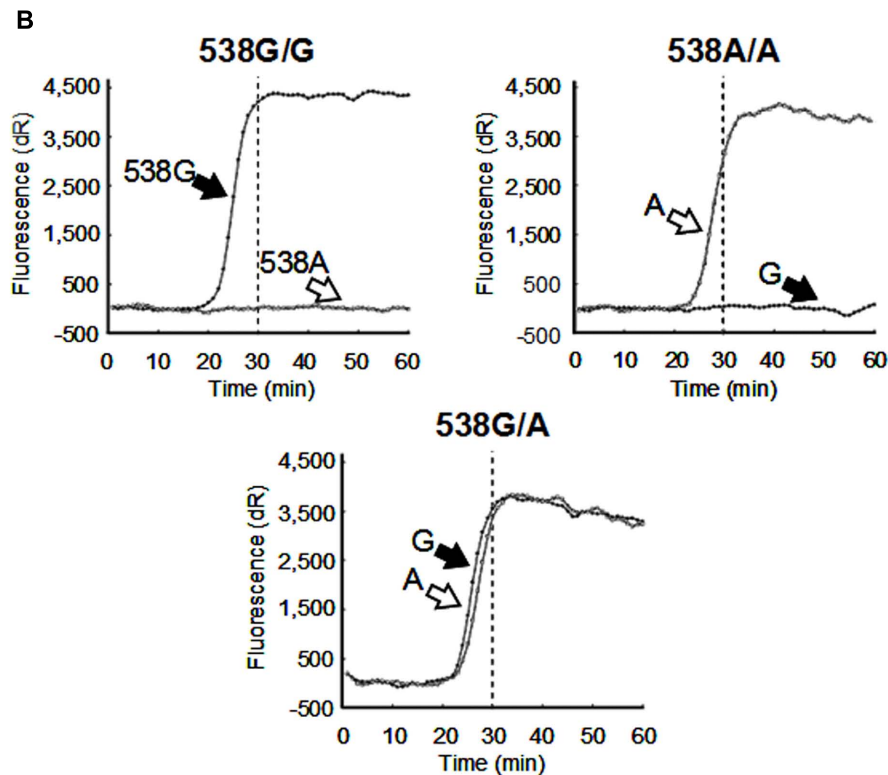 B
538G/G
4,500
3,500
2,500
1,500
500
-500
Fluorescence (dR)
538G
538A
0 10 20 30 40 50 60
Time (min)
538A/A
4,500
3,500
2,500
1,500
500
-500
Fluorescence (dR)
A
G
0 10 20 30 40 50 60
Time (min)
538G/A
4,500
3,500
2,500
1,500
500
-500
Fluorescence (dR)
G
A
0 10 20 30 40 50 60
Time (min)